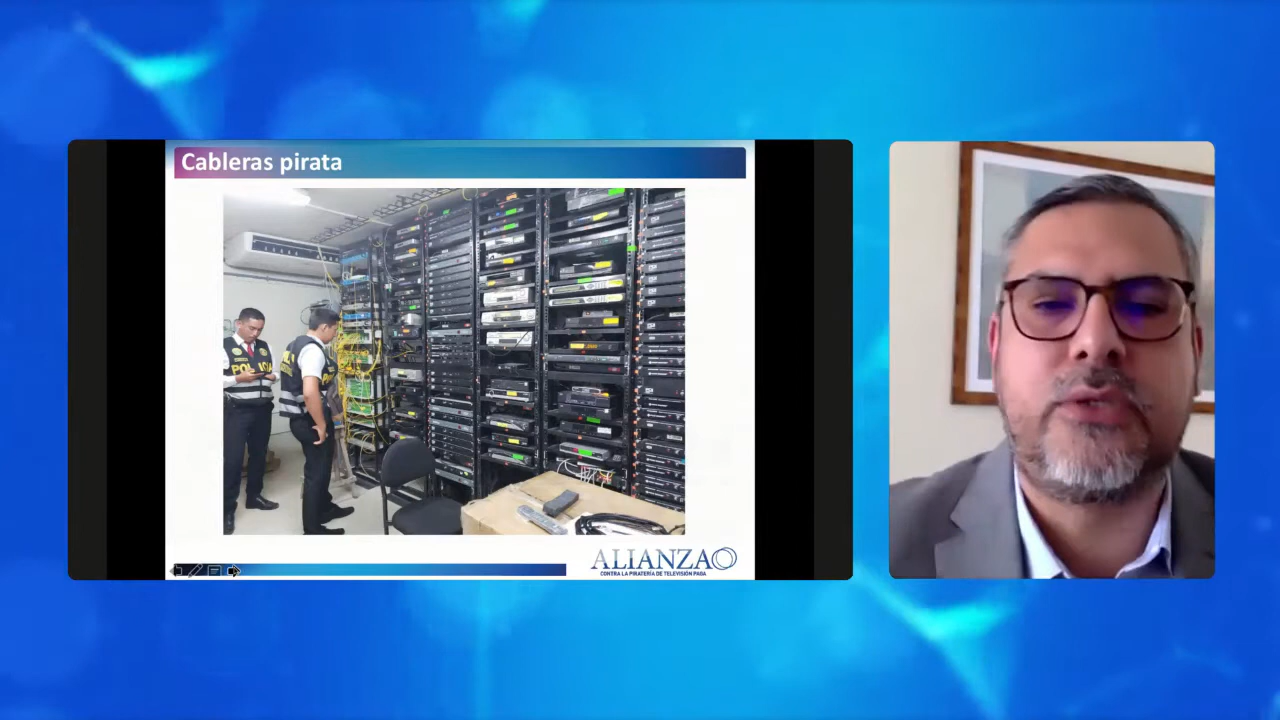 Cableras pirata
POLICIA
ALIANZA
CONTRA LA PIRATERÍA DE TELEVISIÓN PAGA